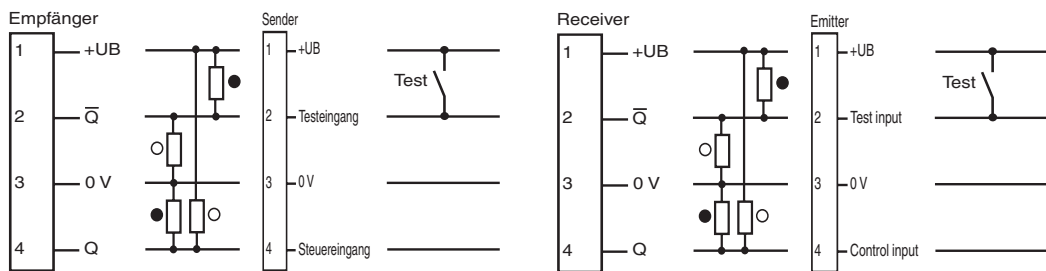 Empfänger
1 +UB
2 Q̅
3 0 V
4 Q
Sender
1 +UB
2 Testeingang
3 0 V
4 Steuereingang
Test
Receiver
1 +UB
2 Q̅
3 0 V
4 Q
Emitter
1 +UB
2 Test input
3 0 V
4 Control input
Test